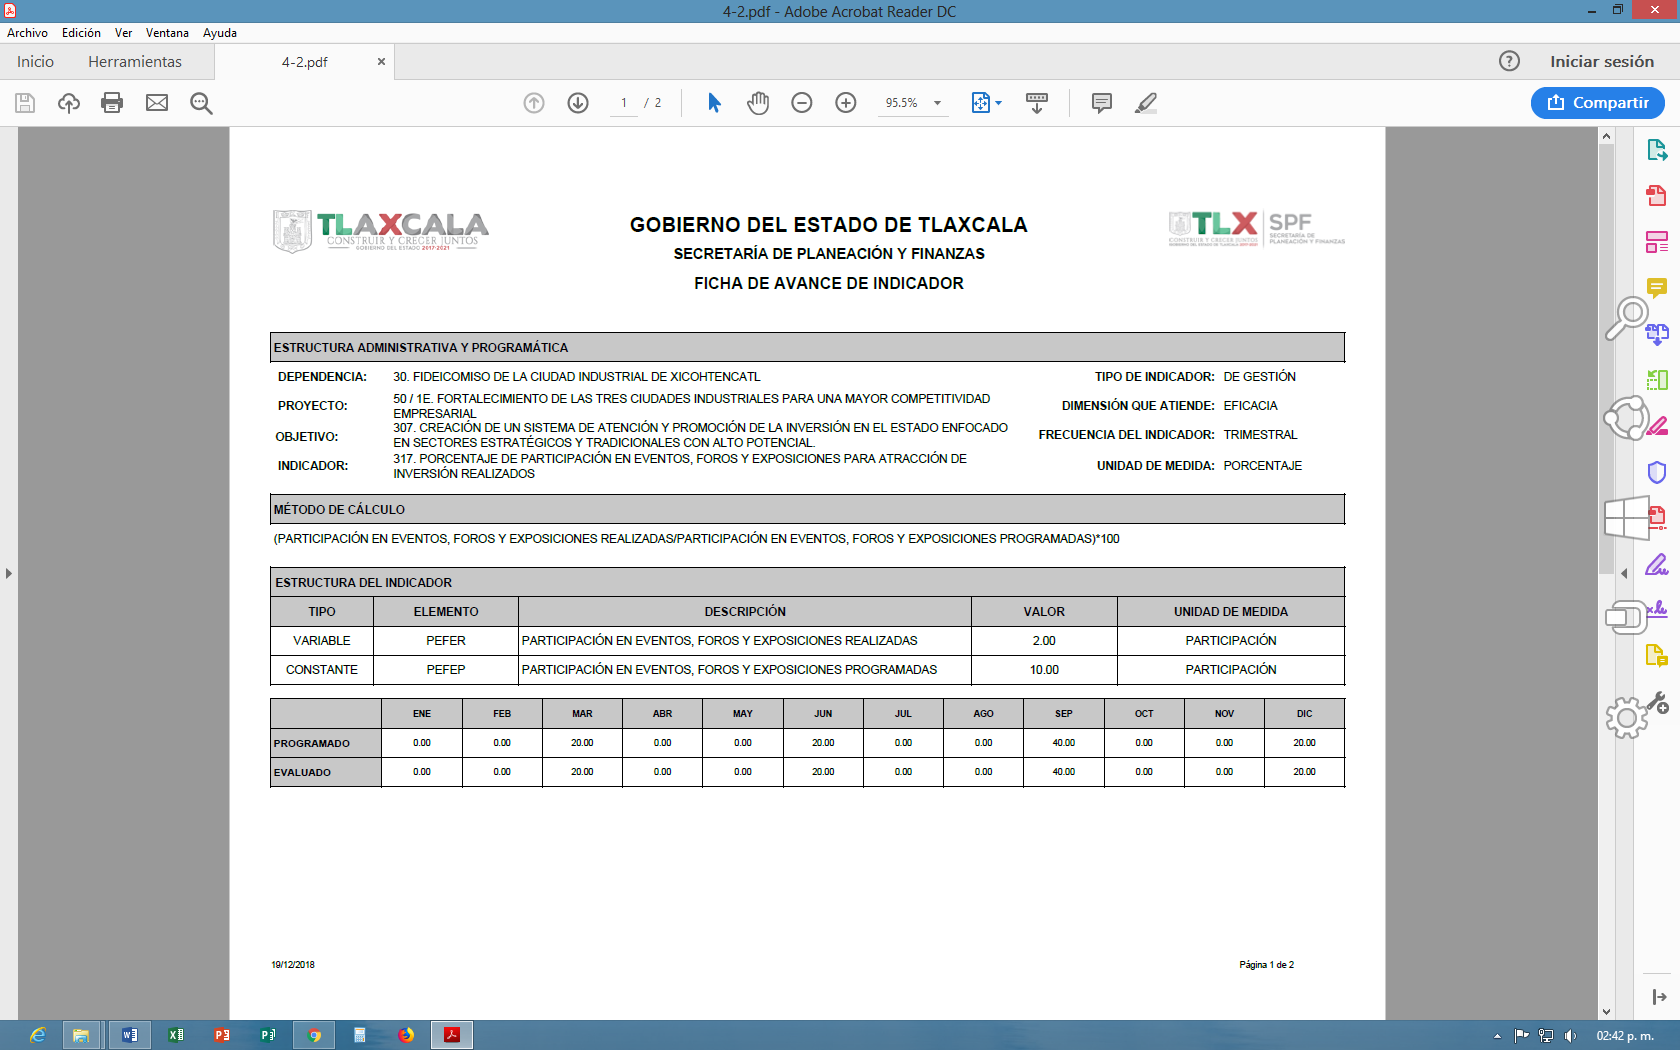 4-2.pdf - Adobe Acrobat Reader DC
Archivo Edición Ver Ventana Ayuda
Inicio Herramientas 4-2.pdf Iniciar sesión
1 / 2 95.5% Compartir
TLAXCALA
CONSTRUIR Y CRECER JUNTOS
GOBIERNO DEL ESTADO 2017-2021
GOBIERNO DEL ESTADO DE TLAXCALA
SECRETARÍA DE PLANEACIÓN Y FINANZAS
FICHA DE AVANCE DE INDICADOR
TLX SPF
CONSTRUIR Y CRECER JUNTOS
SECRETARÍA DE
PLANEACIÓN Y FINANZAS
ESTRUCTURA ADMINISTRATIVA Y PROGRAMÁTICA
DEPENDENCIA: 30. FIDEICOMISO DE LA CIUDAD INDUSTRIAL DE XICOHTENCATL TIPO DE INDICADOR: DE GESTIÓN
PROYECTO: 50 / 1E. FORTALECIMIENTO DE LAS TRES CIUDADES INDUSTRIALES PARA UNA MAYOR COMPETITIVIDAD
EMPRESARIAL
DIMENSIÓN QUE ATIENDE: EFICACIA
OBJETIVO: 307. CREACIÓN DE UN SISTEMA DE ATENCIÓN Y PROMOCIÓN DE LA INVERSIÓN EN EL ESTADO ENFOCADO
EN SECTORES ESTRATÉGICOS Y TRADICIONALES CON ALTO POTENCIAL.
FRECUENCIA DEL INDICADOR: TRIMESTRAL
INDICADOR: 317. PORCENTAJE DE PARTICIPACIÓN EN EVENTOS, FOROS Y EXPOSICIONES PARA ATRACCIÓN DE
INVERSIÓN REALIZADOS
UNIDAD DE MEDIDA: PORCENTAJE
MÉTODO DE CÁLCULO
(PARTICIPACIÓN EN EVENTOS, FOROS Y EXPOSICIONES REALIZADAS/PARTICIPACIÓN EN EVENTOS, FOROS Y EXPOSICIONES PROGRAMADAS)*100
ESTRUCTURA DEL INDICADOR
TIPO ELEMENTO DESCRIPCIÓN VALOR UNIDAD DE MEDIDA
VARIABLE PEFER PARTICIPACIÓN EN EVENTOS, FOROS Y EXPOSICIONES REALIZADAS 2.00 PARTICIPACIÓN
CONSTANTE PEFEP PARTICIPACIÓN EN EVENTOS, FOROS Y EXPOSICIONES PROGRAMADAS 10.00 PARTICIPACIÓN
ENE FEB MAR ABR MAY JUN JUL AGO SEP OCT NOV DIC
PROGRAMADO 0.00 0.00 20.00 0.00 0.00 20.00 0.00 0.00 40.00 0.00 0.00 20.00
EVALUADO 0.00 0.00 20.00 0.00 0.00 20.00 0.00 0.00 40.00 0.00 0.00 20.00
19/12/2018 Página 1 de 2
02:42 p. m.